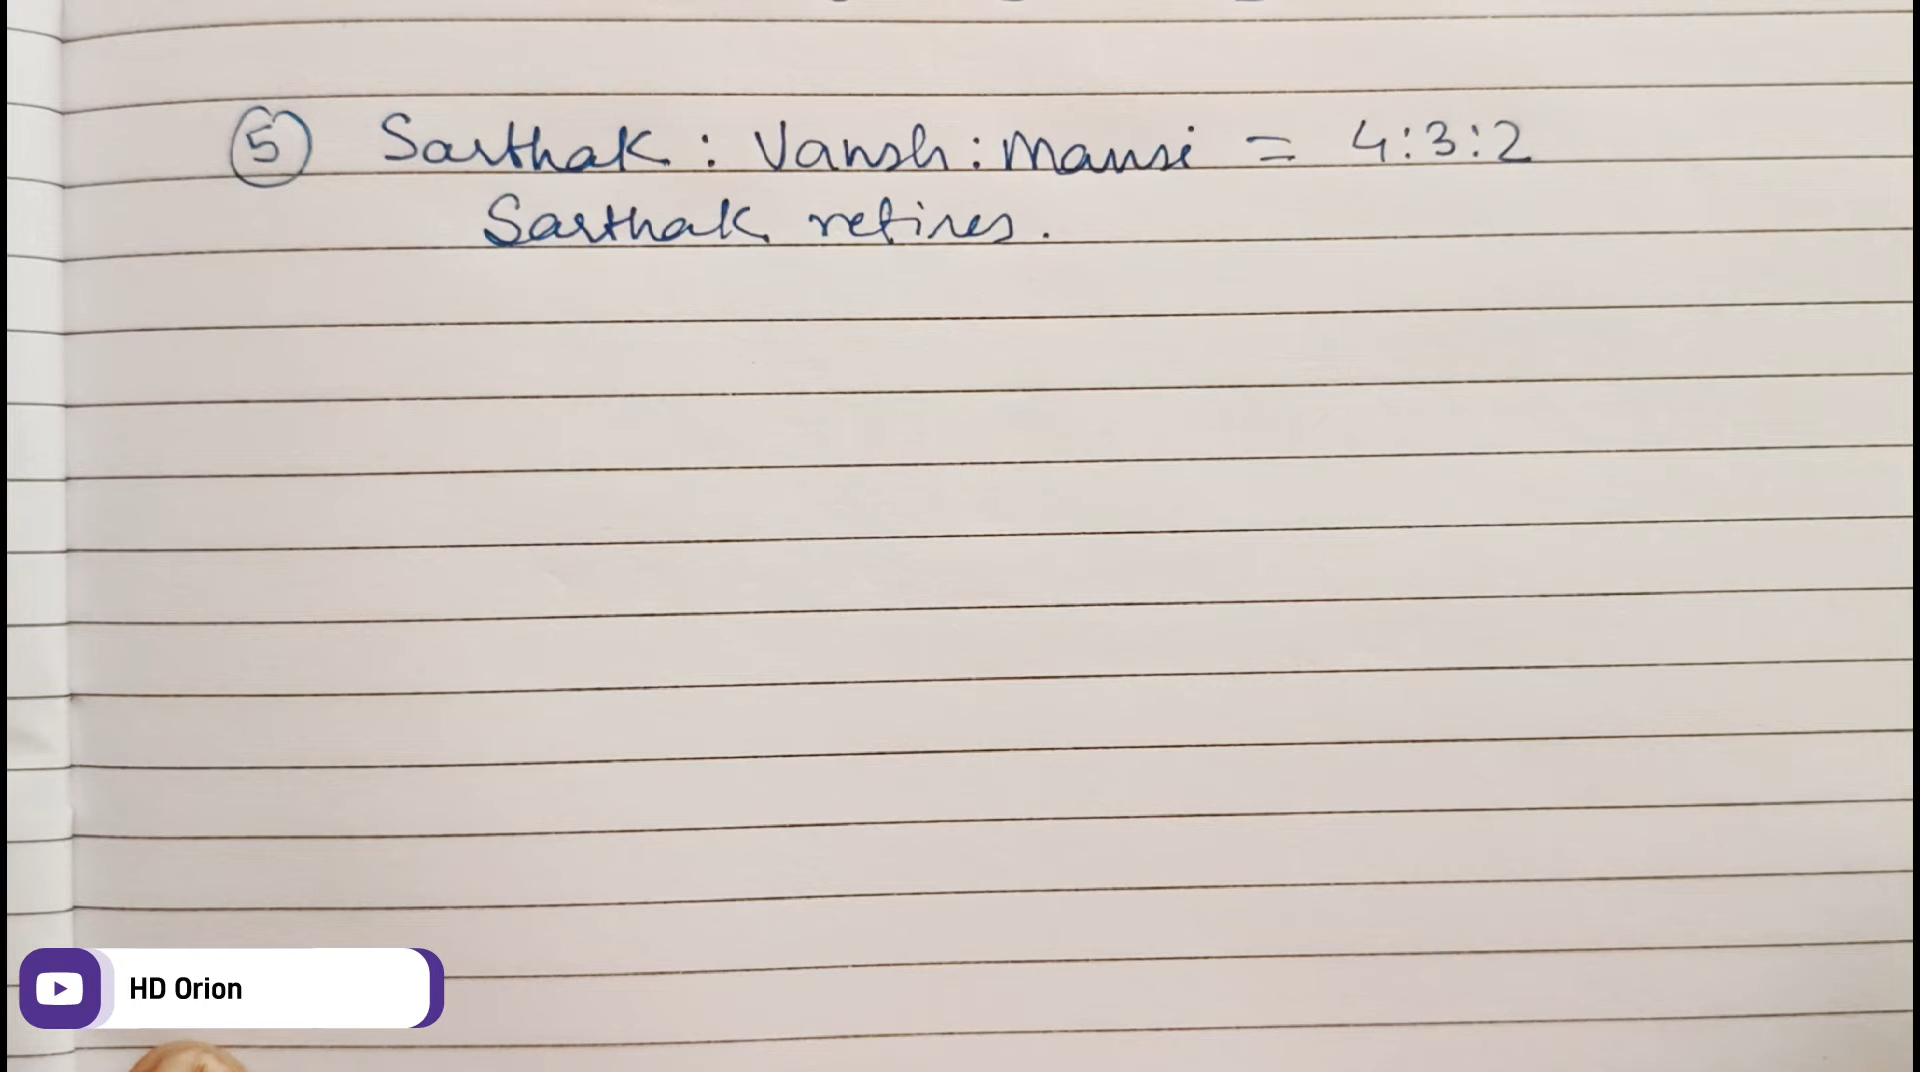 ⑤ Sarthak : Vansh : Mansi = 4:3:2
Sarthak retires.
HD Orion